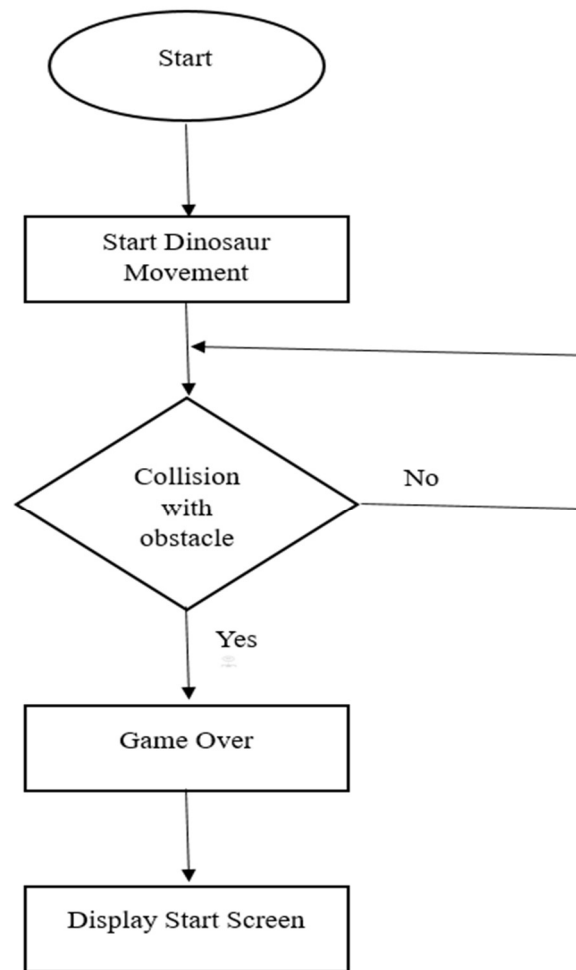 Start
Start Dinosaur
Movement
Collision
with
obstacle
No
Yes
Game Over
Display Start Screen